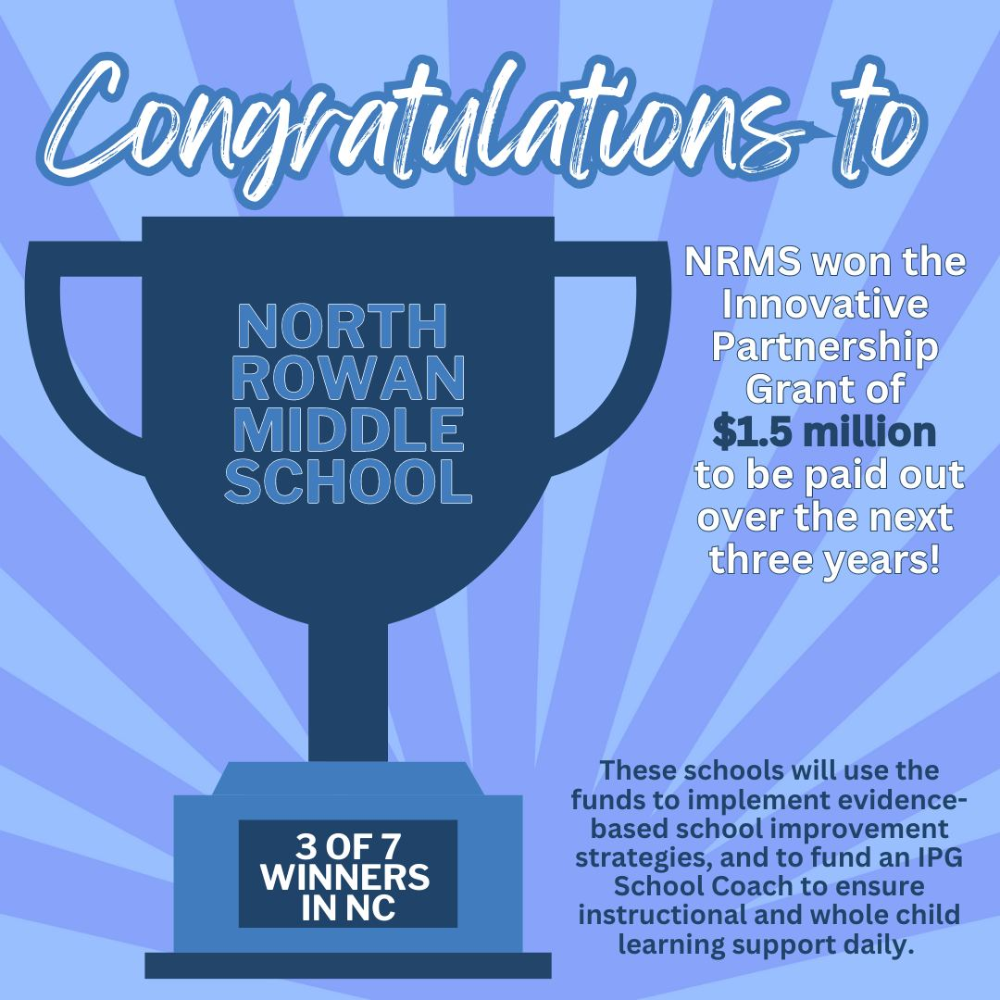 Congratulations to
NORTH
ROWAN
MIDDLE
SCHOOL
NRMS won the
Innovative
Partnership
Grant of
$1.5 million
to be paid out
over the next
three years!
3 OF 7
WINNERS
IN NC
These schools will use the
funds to implement evidence-
based school improvement
strategies, and to fund an IPG
School Coach to ensure
instructional and whole child
learning support daily.